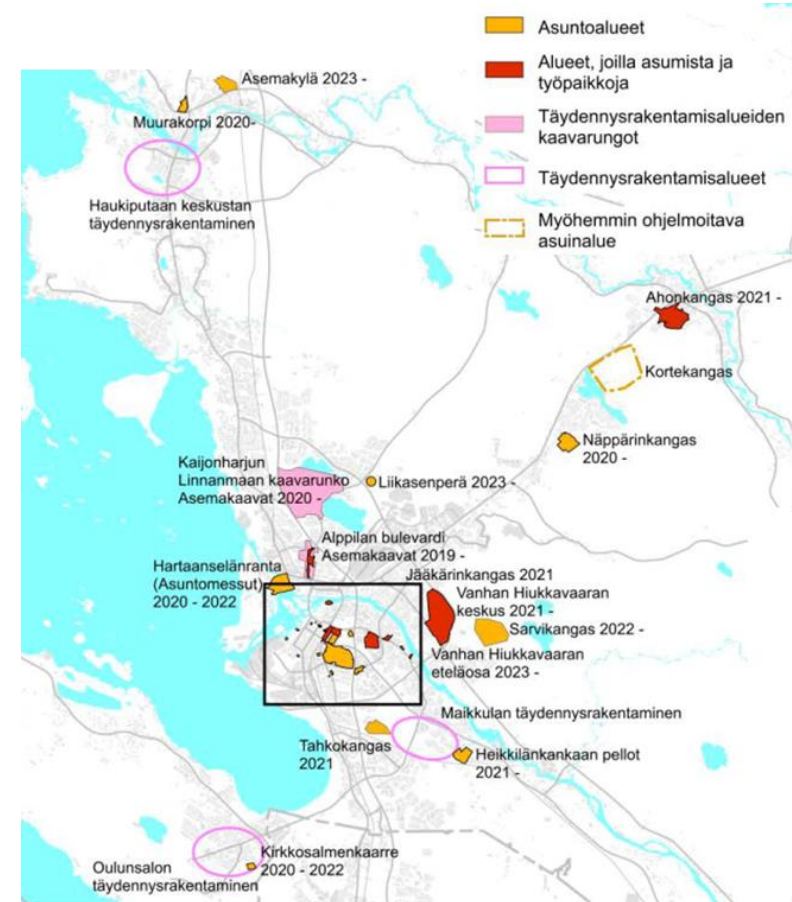 Asuntoalueet
Alueet, joilla asumista ja
työpaikkoja
Täydennysrakentamisalueiden
kaavarungot
Täydennysrakentamisalueet
Myöhemmin ohjelmoitava
asuinalue
Asemakylä 2023 -
Muurakorpi 2020-
Haukiputaan keskustan
täydennysrakentaminen
Ahonkangas 2021 -
Kortekangas
Näppärinkangas
2020 -
Kaijonharjun
Linnanmaan kaavarunko
Asemakaavat 2020 -
Liikasenperä 2023 -
Alppilan bulevardi
Asemakaavat 2019 -
Hartaanselänranta
(Asuntomessut)
2020 - 2022
Jääkärinkangas 2021
Vanhan Hiukkavaaran
keskus 2021 -
Sarvikangas 2022 -
Vanhan Hiukkavaaran
eteläosa 2023 -
Maikkulan täydennysrakentaminen
Tahkokangas
2021
Heikkilänkankaan pellot
2021 -
Kirkkosalmenkaarre
2020 - 2022
Oulunsalon
täydennysrakentaminen